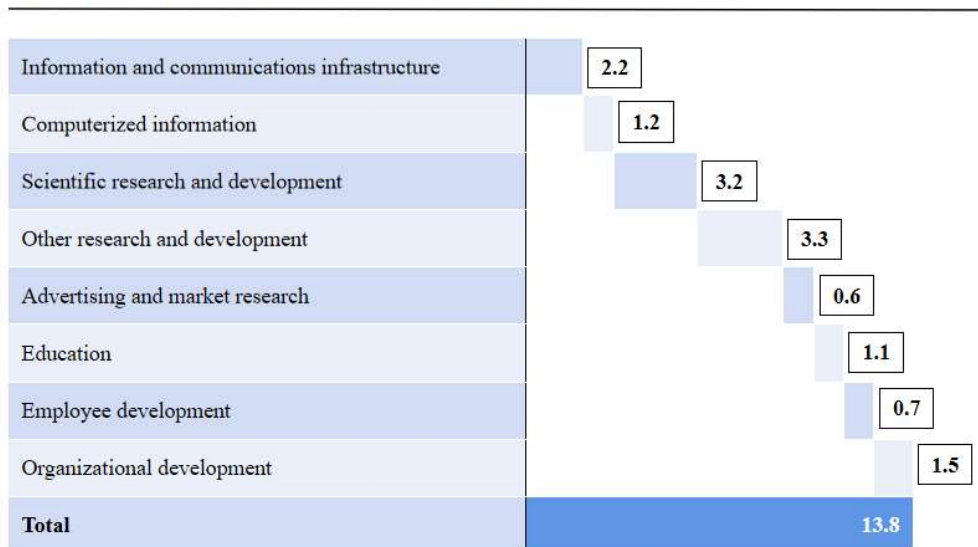 Information and communications infrastructure 2.2
Computerized information 1.2
Scientific research and development 3.2
Other research and development 3.3
Advertising and market research 0.6
Education 1.1
Employee development 0.7
Organizational development 1.5
Total 13.8